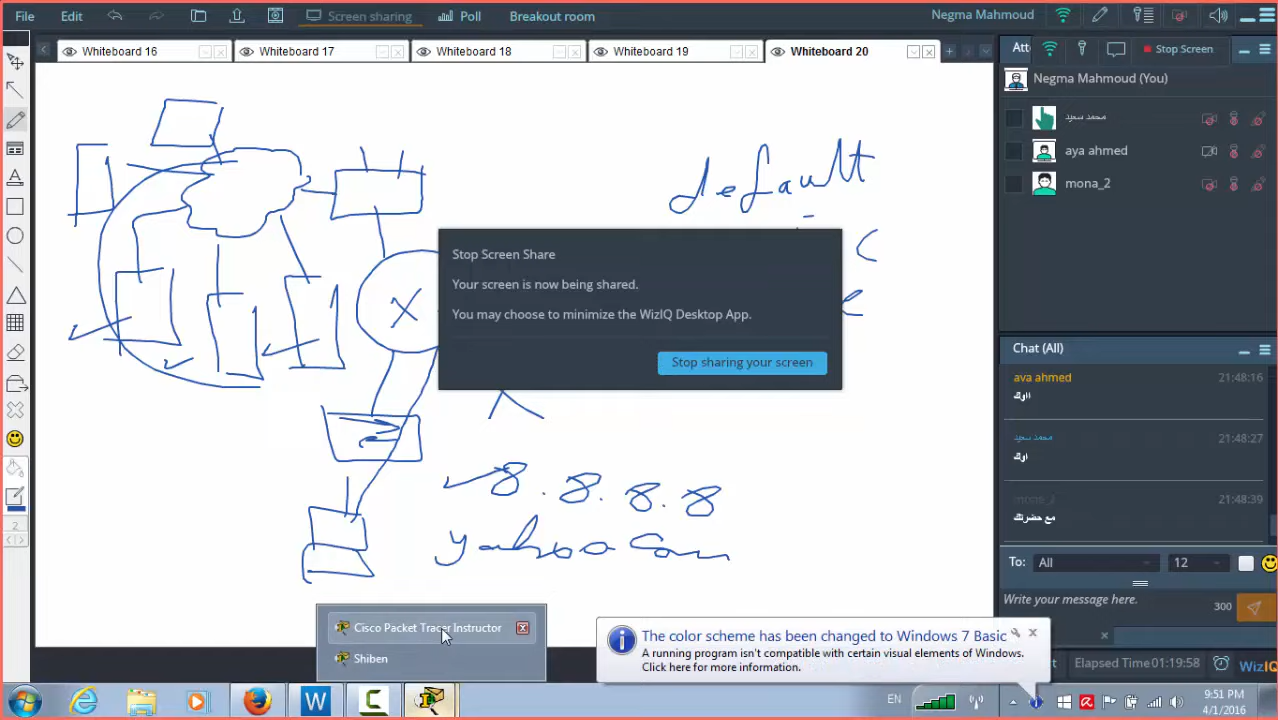 File Edit Screen sharing Poll Breakout room Negma Mahmoud
Whiteboard 16 Whiteboard 17 Whiteboard 18 Whiteboard 19 Whiteboard 20
Att Stop Screen
Negma Mahmoud (You)
محمد سعيد
aya ahmed
mona_2
default
Stop Screen Share
Your screen is now being shared.
You may choose to minimize the WizIQ Desktop App.
Stop sharing your screen
X
8.8.8.8
yahoo com
Chat (All)
aya ahmed 21:48:16
اوك
محمد سعيد 21:48:27
اوك
mona_2 21:48:39
مع حضرتك
To: All 12
Write your message here... 300
Cisco Packet Tracer Instructor
Shiben
The color scheme has been changed to Windows 7 Basic
A running program isn't compatible with certain visual elements of Windows.
Click here for more information.
Elapsed Time 01:19:58 WizIQ
2
EN
9:51 PM
4/1/2016